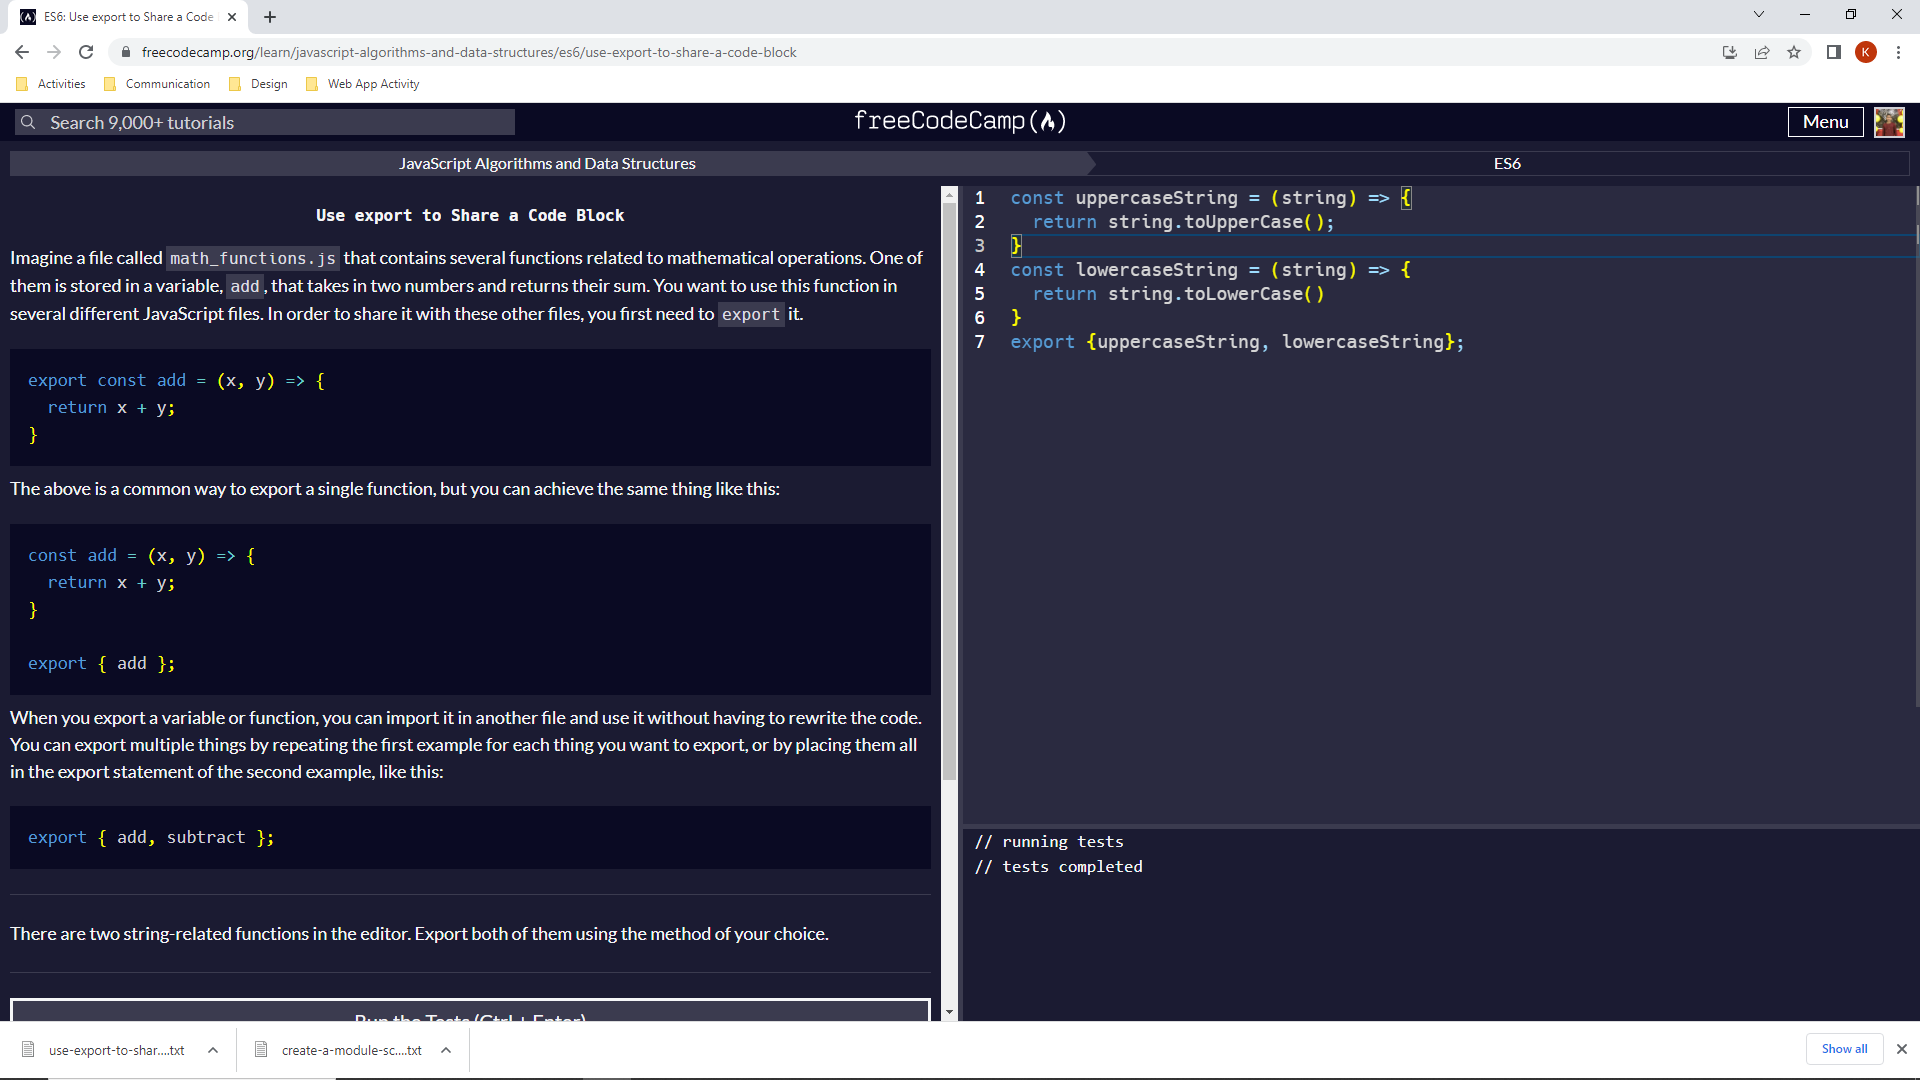 ES6: Use export to Share a Code
freecodecamp.org/learn/javascript-algorithms-and-data-structures/es6/use-export-to-share-a-code-block
K
Activities
Communication
Design
Web App Activity
Search 9,000+ tutorials
freeCodeCamp
Menu
JavaScript Algorithms and Data Structures
ES6
Use export to Share a Code Block
Imagine a file called math_functions.js that contains several functions related to mathematical operations. One of
them is stored in a variable, add, that takes in two numbers and returns their sum. You want to use this function in
several different JavaScript files. In order to share it with these other files, you first need to export it.
export const add = (x, y) => {
  return x + y;
}
The above is a common way to export a single function, but you can achieve the same thing like this:
const add = (x, y) => {
  return x + y;
}
export { add };
When you export a variable or function, you can import it in another file and use it without having to rewrite the code.
You can export multiple things by repeating the first example for each thing you want to export, or by placing them all
in the export statement of the second example, like this:
export { add, subtract };
There are two string-related functions in the editor. Export both of them using the method of your choice.
Run the Tests (Ctrl + Enter)
1 const uppercaseString = (string) => {
2   return string.toUpperCase();
3 }
4 const lowercaseString = (string) => {
5   return string.toLowerCase()
6 }
7 export {uppercaseString, lowercaseString};
// running tests
// tests completed
use-export-to-shar....txt
create-a-module-sc....txt
Show all